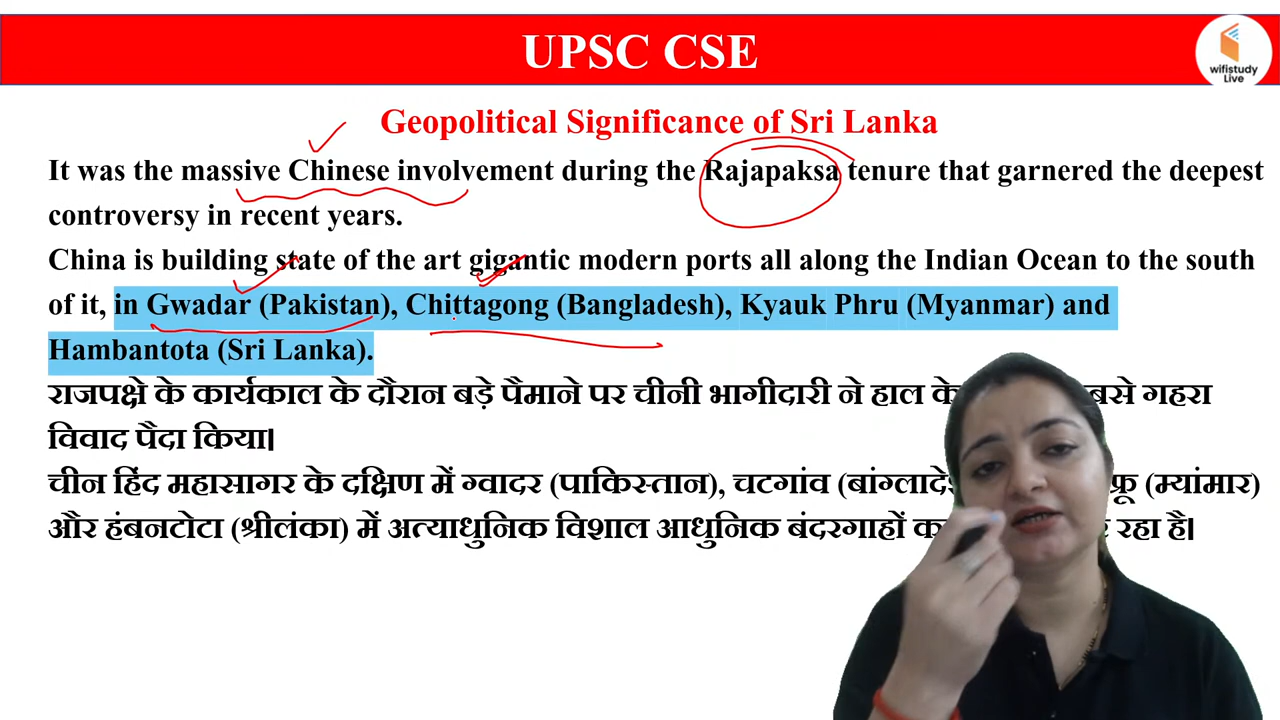 UPSC CSE
wifistudy
Live
Geopolitical Significance of Sri Lanka
It was the massive Chinese involvement during the Rajapaksa tenure that garnered the deepest
controversy in recent years.
China is building state of the art gigantic modern ports all along the Indian Ocean to the south
of it, in Gwadar (Pakistan), Chittagong (Bangladesh), Kyauk Phru (Myanmar) and
Hambantota (Sri Lanka).
राजपक्षे के कार्यकाल के दौरान बड़े पैमाने पर चीनी भागीदारी ने हाल के गहरा
विवाद पैदा किया।
चीन हिंद महासागर के दक्षिण में ग्वादर (पाकिस्तान), चटगांव (म्यांमार)
और हंबनटोटा (श्रीलंका) में अत्याधुनिक विशाल आधुनिक बंदरगाहों रहा है।